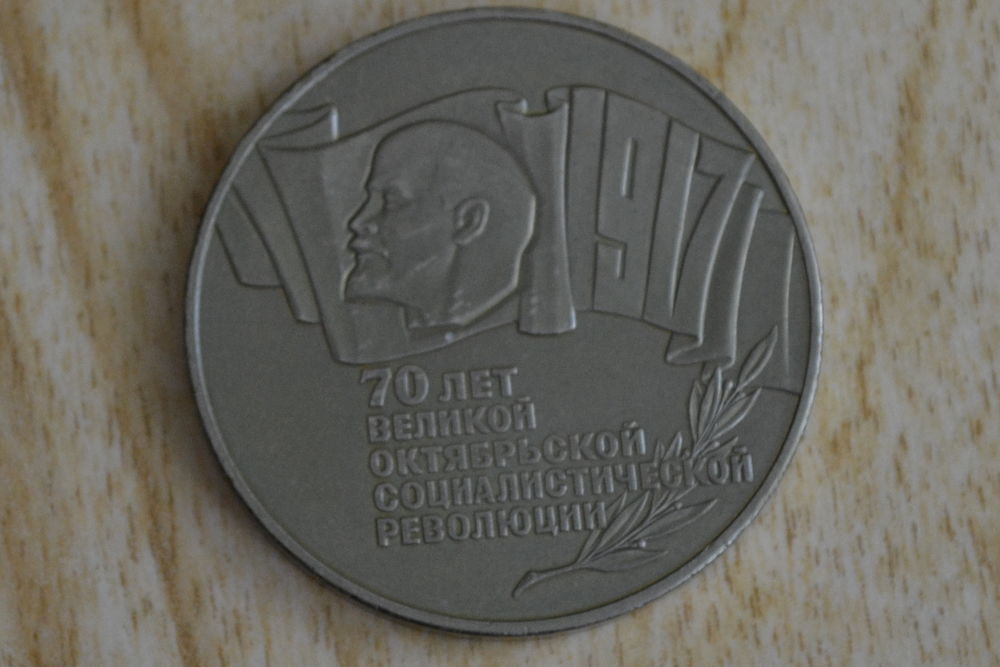 1917
70 ЛЕТ
ВЕЛИКОЙ
ОКТЯБРЬСКОЙ
СОЦИАЛИСТИЧЕСКОЙ
РЕВОЛЮЦИИ